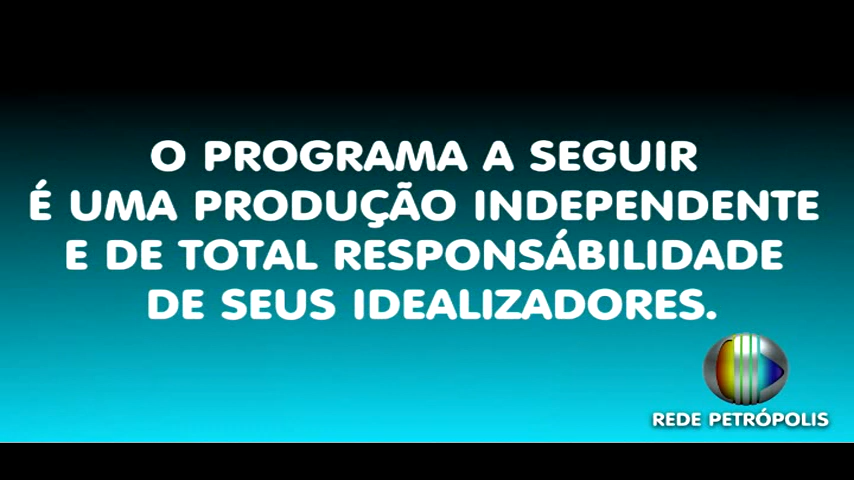 O PROGRAMA A SEGUIR
É UMA PRODUÇÃO INDEPENDENTE
E DE TOTAL RESPONSÁBILIDADE
DE SEUS IDEALIZADORES.
REDE PETRÓPOLIS